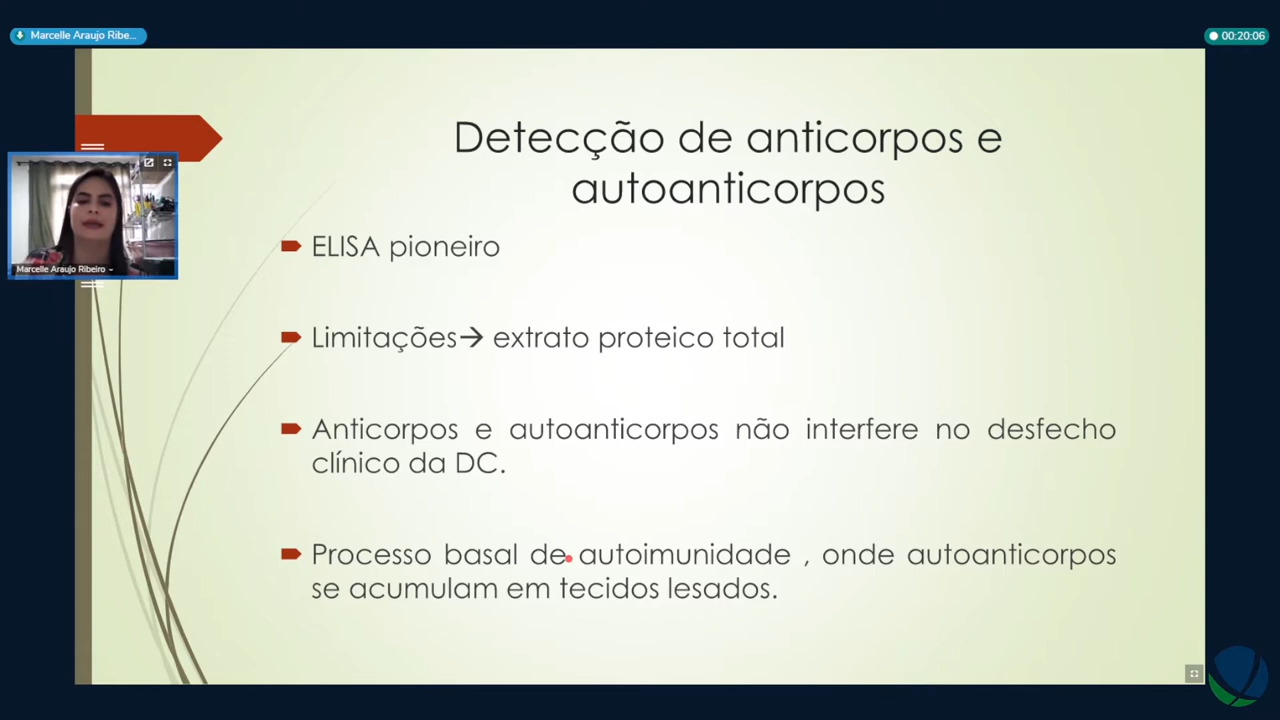 Marcelle Araujo Ribe...
00:20:06
Detecção de anticorpos e
autoanticorpos
Marcelle Araujo Ribeiro
ELISA pioneiro
Limitações→ extrato proteico total
Anticorpos e autoanticorpos não interfere no desfecho
clínico da DC.
Processo basal de autoimunidade , onde autoanticorpos
se acumulam em tecidos lesados.